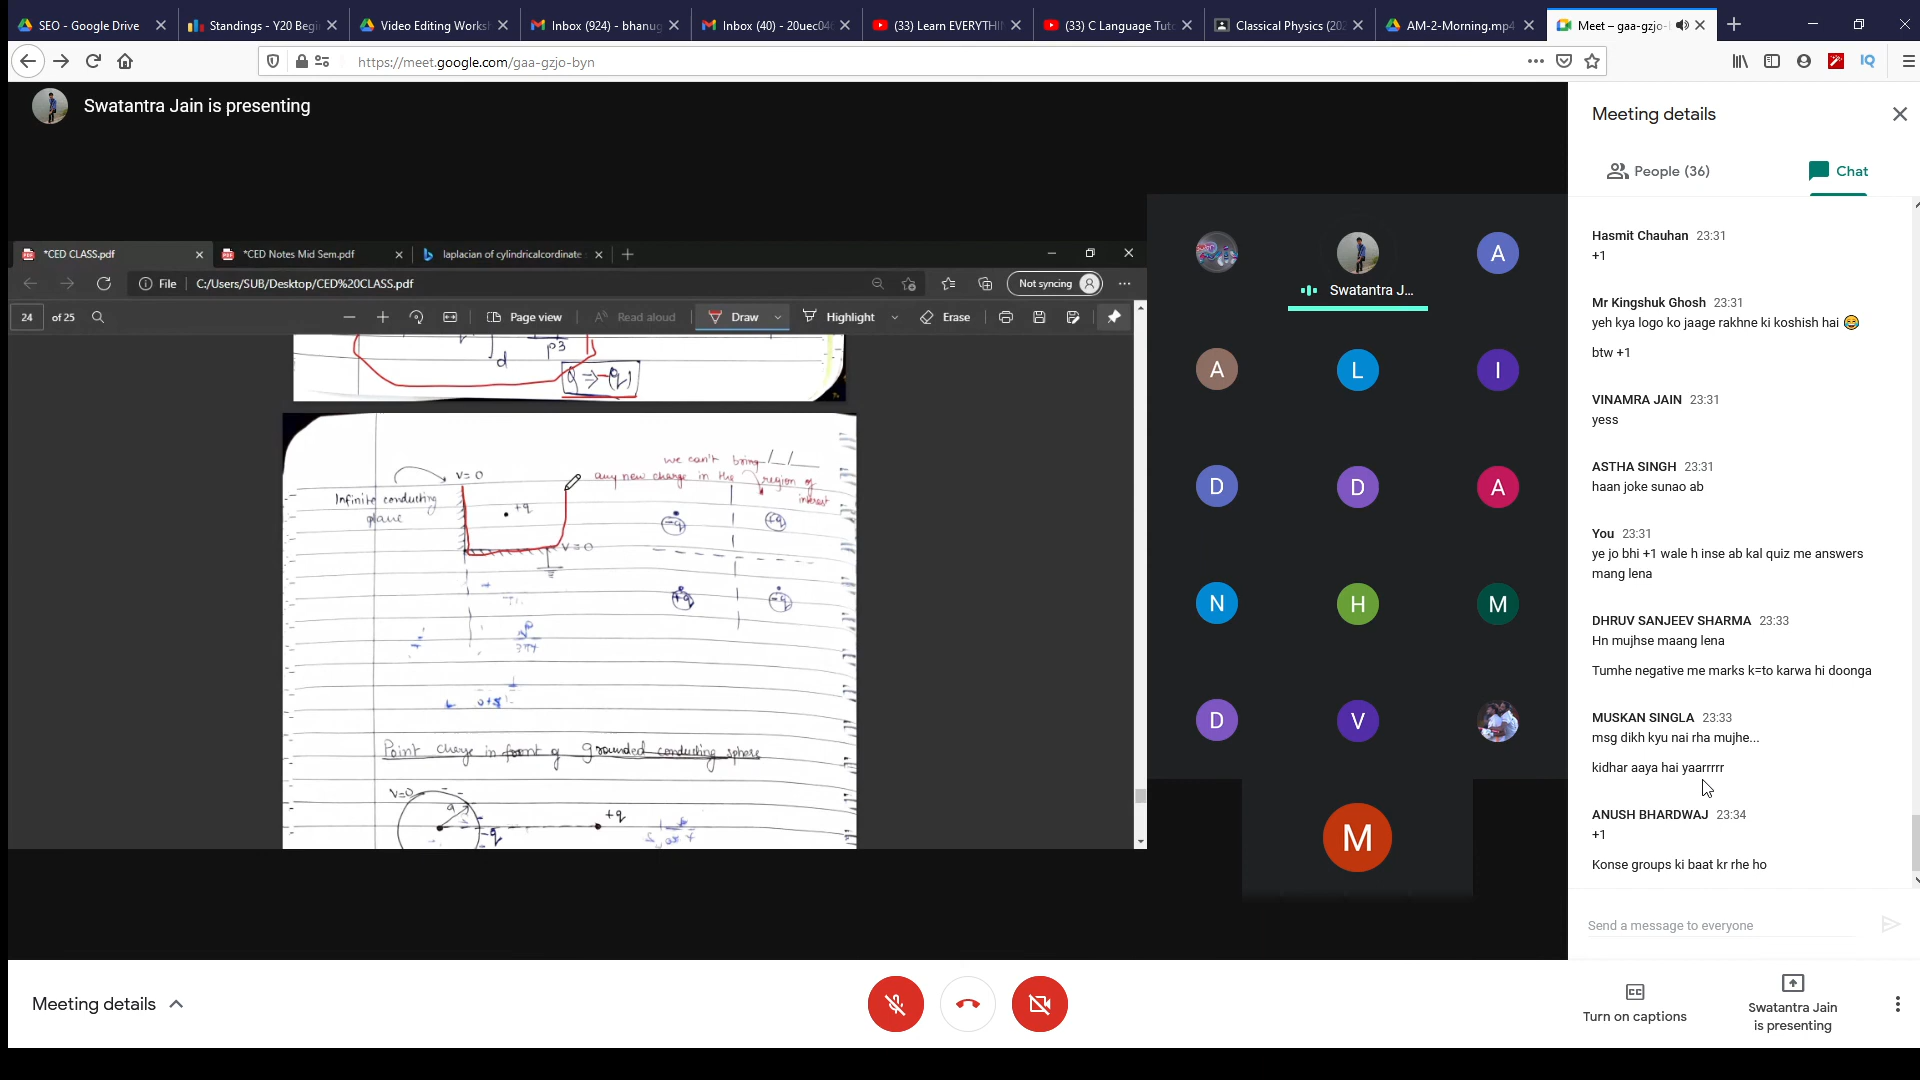 SEO - Google Drive
Standings - Y20 Begi
Video Editing Worksh
Inbox (924) - bhanug
Inbox (40) - 20uec04
(33) Learn EVERYTHI
(33) C Language Tut
Classical Physics (202
AM-2-Morning.mp4
Meet – gaa-gzjo-
https://meet.google.com/gaa-gzjo-byn
IQ
Swatantra Jain is presenting
*CED CLASS.pdf
*CED Notes Mid Sem.pdf
laplacian of cylindricalcoordinate
File
C:/Users/SUB/Desktop/CED%20CLASS.pdf
Not syncing
24
of 25
Page view
Read aloud
Draw
Highlight
Erase
d
p3
Q ⇒ -(q)
we can't bring
any new charge in the region of
interest
V=0
Infinite conducting
plane
+q
V=0
-q
+q
+q
-q
Point charge in front of Grounded conducting sphere
V=0
a
+q
-q
Swatantra J...
A
A
L
I
D
D
A
N
H
M
D
V
M
Meeting details
People (36)
Chat
Hasmit Chauhan 23:31
+1
Mr Kingshuk Ghosh 23:31
yeh kya logo ko jaage rakhne ki koshish hai 😂
btw +1
VINAMRA JAIN 23:31
yess
ASTHA SINGH 23:31
haan joke sunao ab
You 23:31
ye jo bhi +1 wale h inse ab kal quiz me answers
mang lena
DHRUV SANJEEV SHARMA 23:33
Hn mujhse maang lena
Tumhe negative me marks k=to karwa hi doonga
MUSKAN SINGLA 23:33
msg dikh kyu nai rha mujhe...
kidhar aaya hai yaarrrrr
ANUSH BHARDWAJ 23:34
+1
Konse groups ki baat kr rhe ho
Send a message to everyone
Meeting details
Turn on captions
Swatantra Jain
is presenting